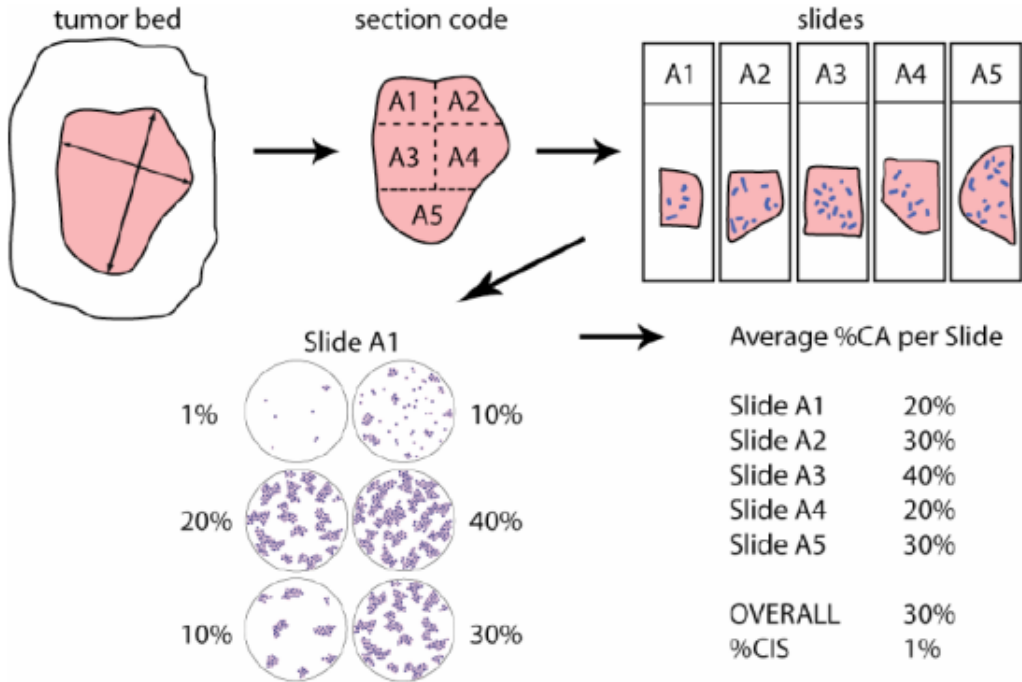 tumor bed
section code
slides
A1 A2 A3 A4 A5
A1 A2
A3 A4
A5
Slide A1
1% 10%
20% 40%
10% 30%
Average %CA per Slide
Slide A1 20%
Slide A2 30%
Slide A3 40%
Slide A4 20%
Slide A5 30%
OVERALL 30%
%CIS 1%